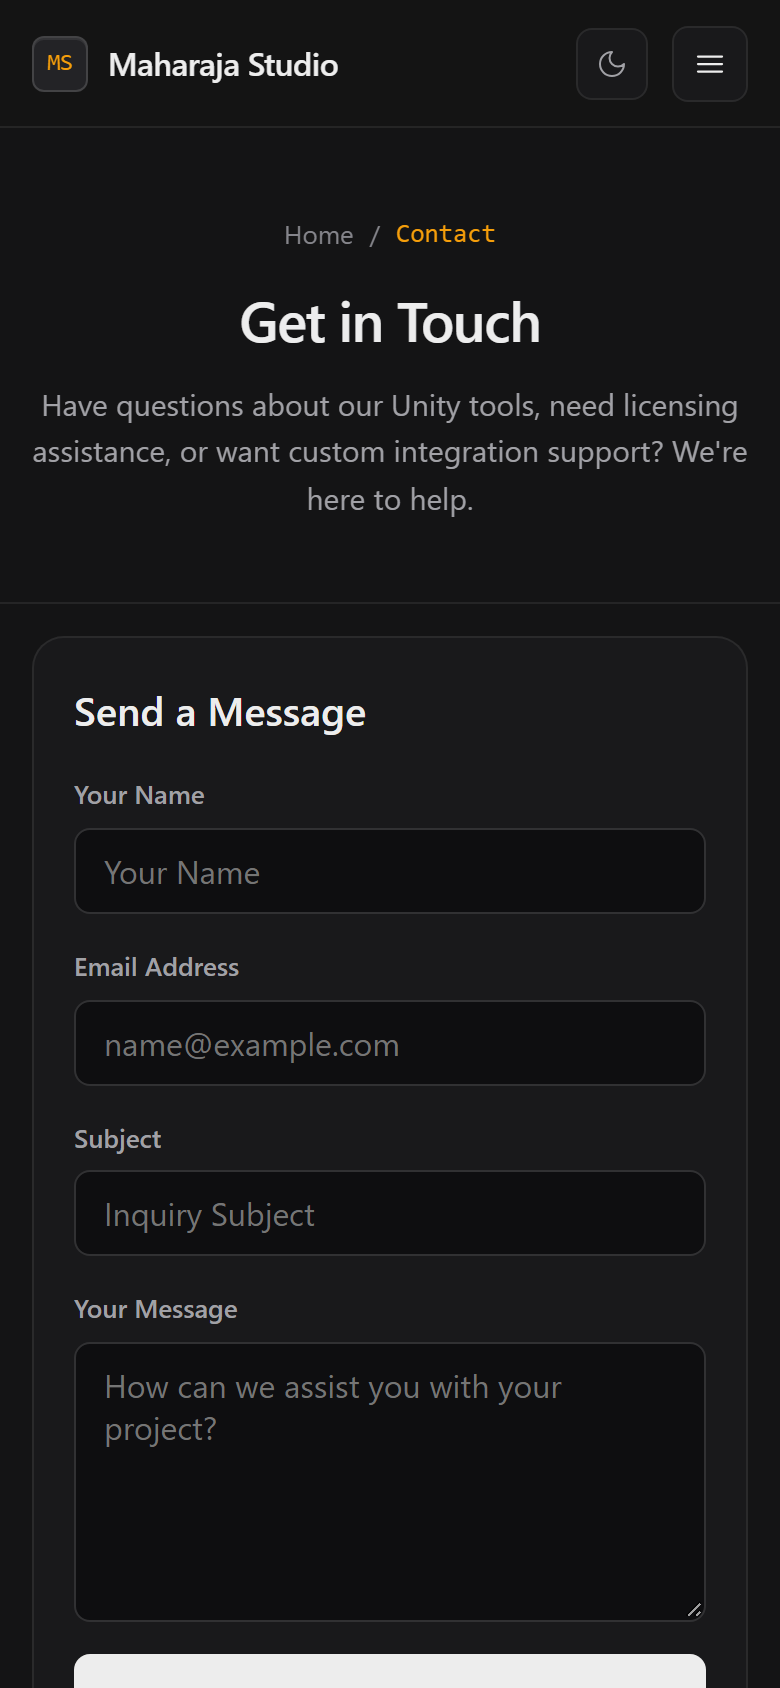 MS
Maharaja Studio
Home / Contact
Get in Touch
Have questions about our Unity tools, need licensing
assistance, or want custom integration support? We're
here to help.
Send a Message
Your Name
Your Name
Email Address
name@example.com
Subject
Inquiry Subject
Your Message
How can we assist you with your
project?